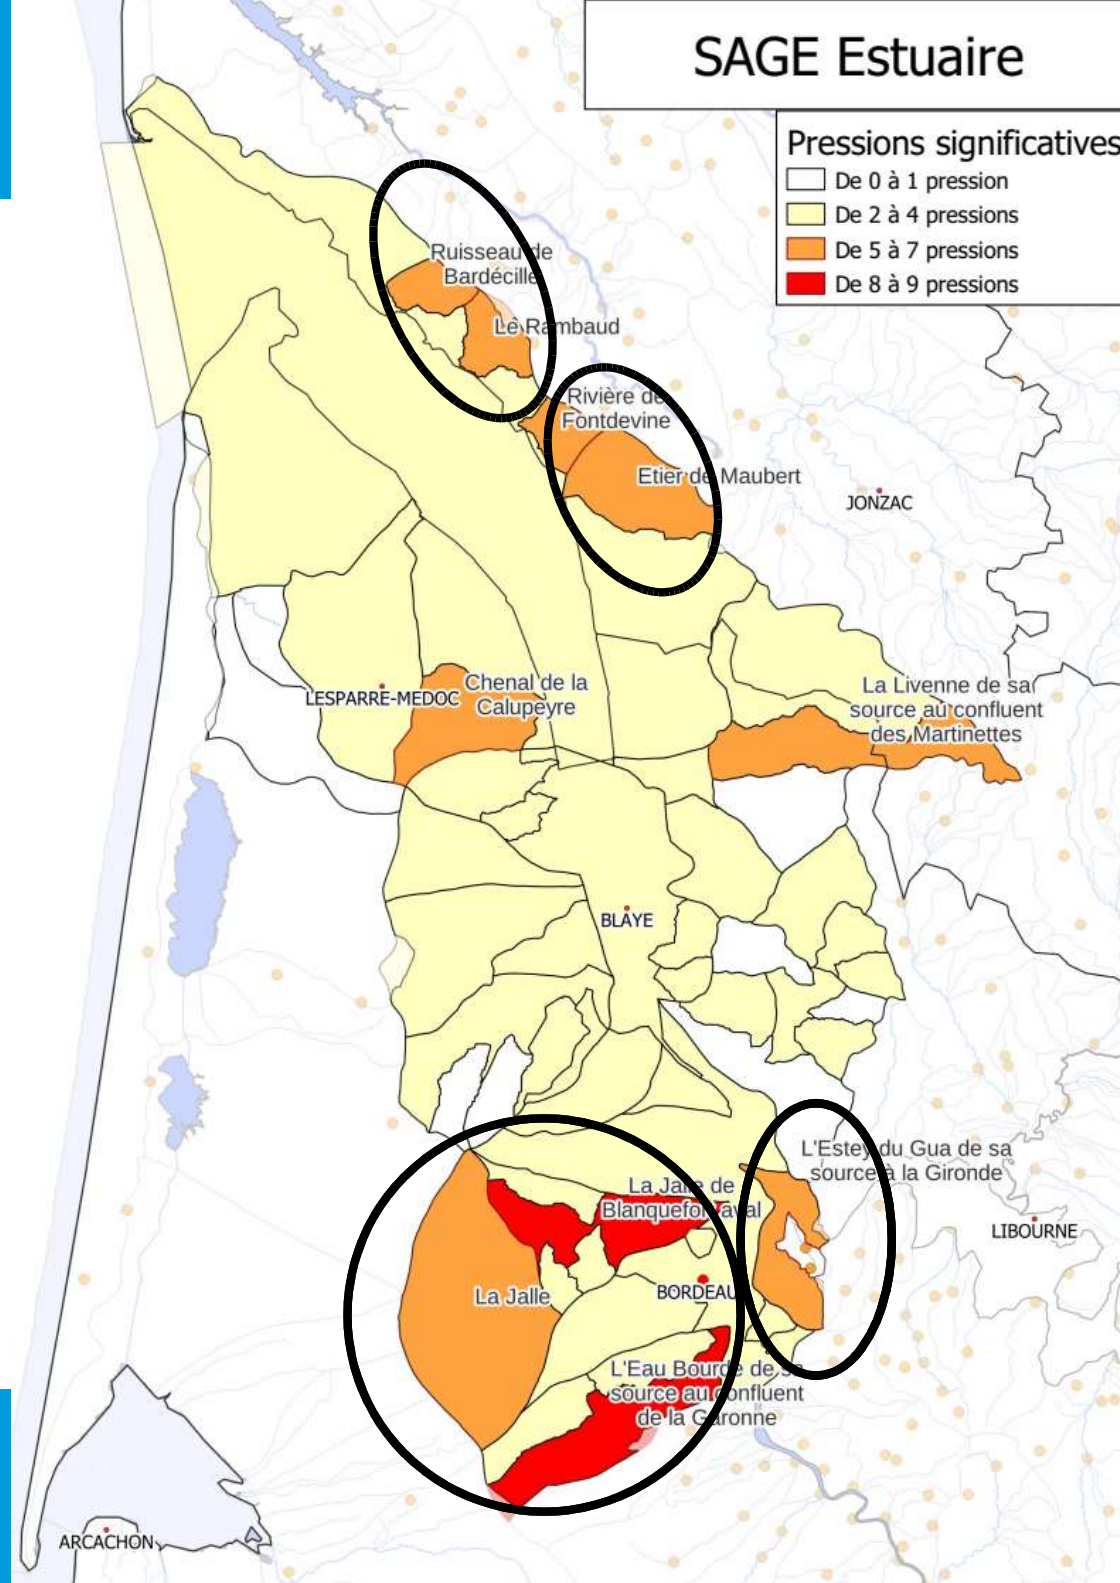 SAGE Estuaire
Pressions significatives
De 0 à 1 pression
De 2 à 4 pressions
De 5 à 7 pressions
De 8 à 9 pressions
Ruisseau de
Bardécille
Le Rambaud
Rivière de
Fontdevine
Etier de Maubert
JONZAC
Chenal de la
Calupeyre
LESPARRE-MEDOC
La Livenne de sa
source au confluent
des Martinettes
BLAYE
L'Estey du Gua de sa
source à la Gironde
La Jalle de
Blanquefort aval
LIBOURNE
La Jalle
BORDEAU
L'Eau Bourde de sa
source au confluent
de la Garonne
ARCACHON